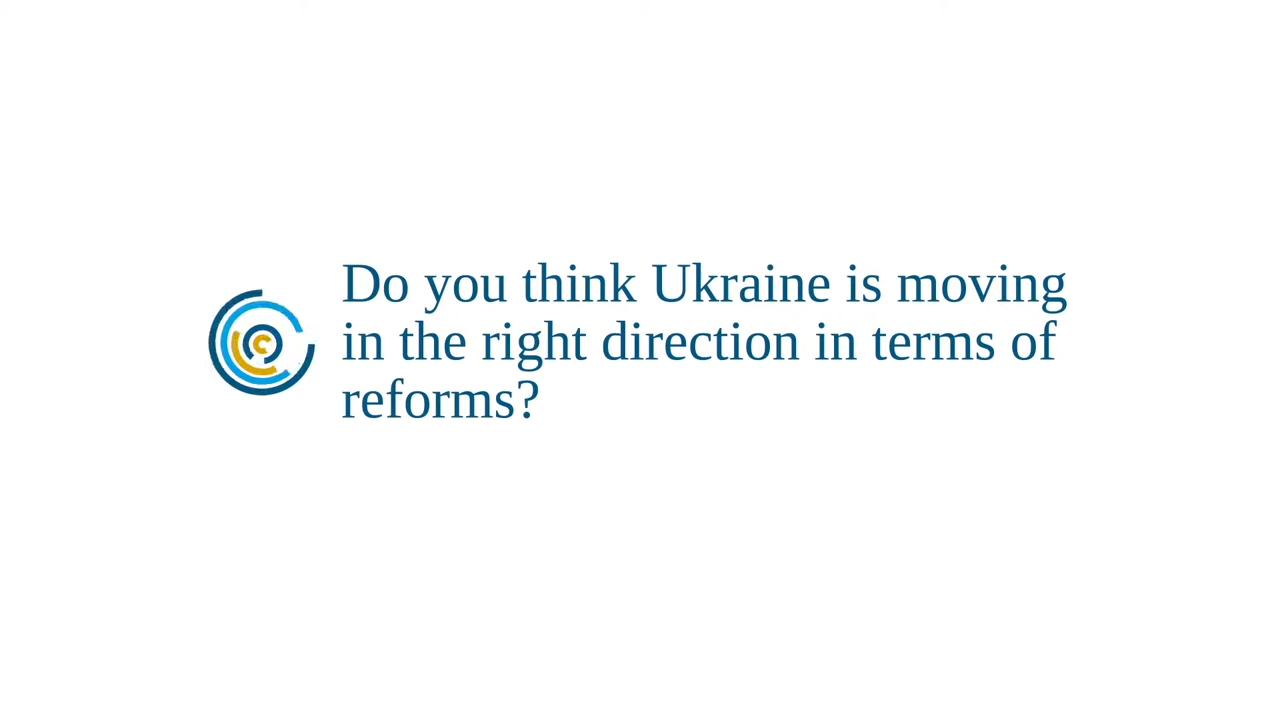 Do you think Ukraine is moving
in the right direction in terms of
reforms?